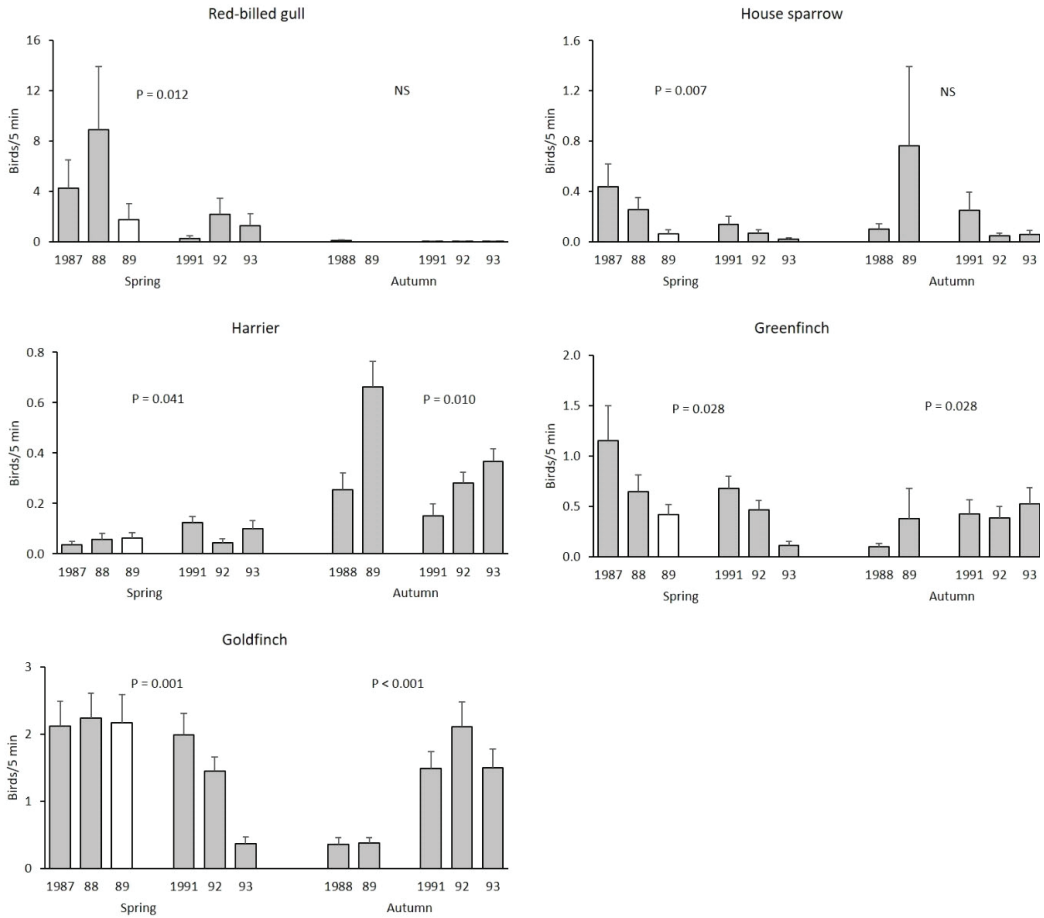 Red-billed gull
16
12
8
4
0
Birds/5 min
P = 0.012
NS
1987 88 89 1991 92 93 1988 89 1991 92 93
Spring Autumn
House sparrow
1.6
1.2
0.8
0.4
0.0
Birds/5 min
P = 0.007
NS
1987 88 89 1991 92 93 1988 89 1991 92 93
Spring Autumn
Harrier
0.8
0.6
0.4
0.2
0.0
Birds/5 min
P = 0.041
P = 0.010
1987 88 89 1991 92 93 1988 89 1991 92 93
Spring Autumn
Greenfinch
2.0
1.5
1.0
0.5
0.0
Birds/5 min
P = 0.028
P = 0.028
1987 88 89 1991 92 93 1988 89 1991 92 93
Spring Autumn
Goldfinch
3
2
1
0
Birds/5 min
P = 0.001
P < 0.001
1987 88 89 1991 92 93 1988 89 1991 92 93
Spring Autumn